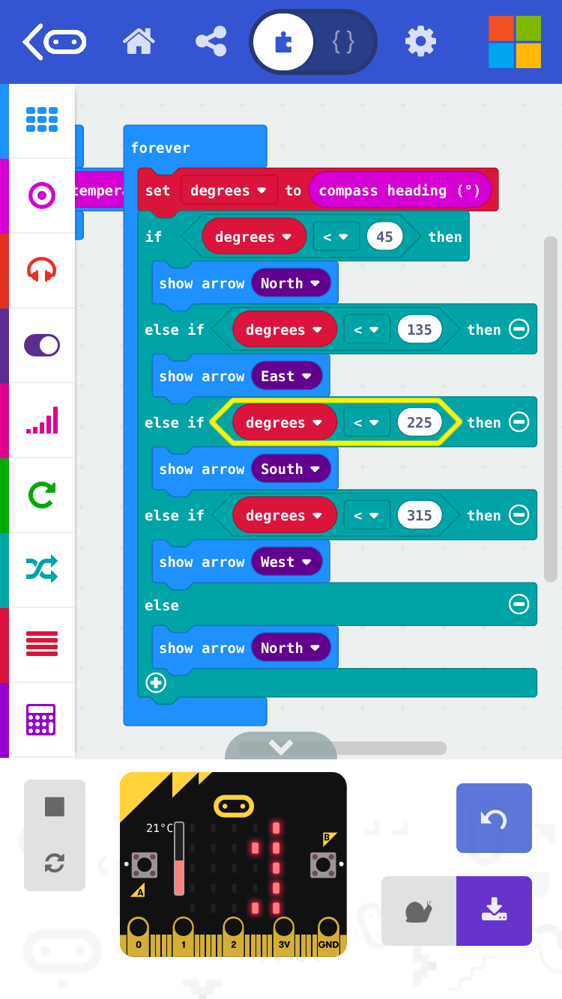 { }
forever
tempera
set degrees to compass heading (°)
if degrees < 45 then
show arrow North
else if degrees < 135 then
show arrow East
else if degrees < 225 then
show arrow South
else if degrees < 315 then
show arrow West
else
show arrow North
21°C
B
A
0 1 2 3V GND